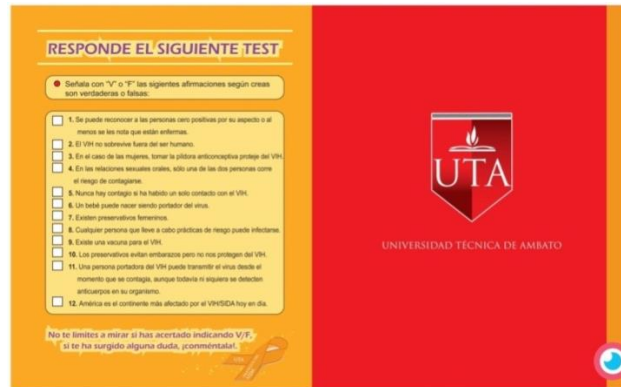 RESPONDE EL SIGUIENTE TEST
Señala con "V" o "F" las sigientes afirmaciones según creas
son verdaderas o falsas:
1. Se puede reconocer a las personas cero positivas por su aspecto o al
menos se les nota que están enfermas.
2. El VIH no sobrevive fuera del ser humano.
3. En el caso de las mujeres, tomar la píldora anticonceptiva proteje del VIH.
4. En las relaciones sexuales orales, sólo una de las dos personas corre
el riesgo de contagiarse.
5. Nunca hay contagio si ha habido un solo contacto con el VIH.
6. Un bebé puede nacer siendo portador del virus.
7. Existen preservativos femeninos.
8. Cualquier persona que lleve a cabo prácticas de riesgo puede infectarse.
9. Existe una vacuna para el VIH.
10. Los preservativos evitan embarazos pero no nos protegen del VIH.
11. Una persona portadora del VIH puede transmitir el virus desde el
momento que se contagia, aunque todavía ni siquiera se detecten
anticuerpos en su organismo.
12. América es el continente más afectado por el VIH/SIDA hoy en día.
No te limites a mirar si has acertado indicando V/F,
si te ha surgido alguna duda, ¡conméntala!.
UTA
UNIVERSIDAD TÉCNICA DE AMBATO